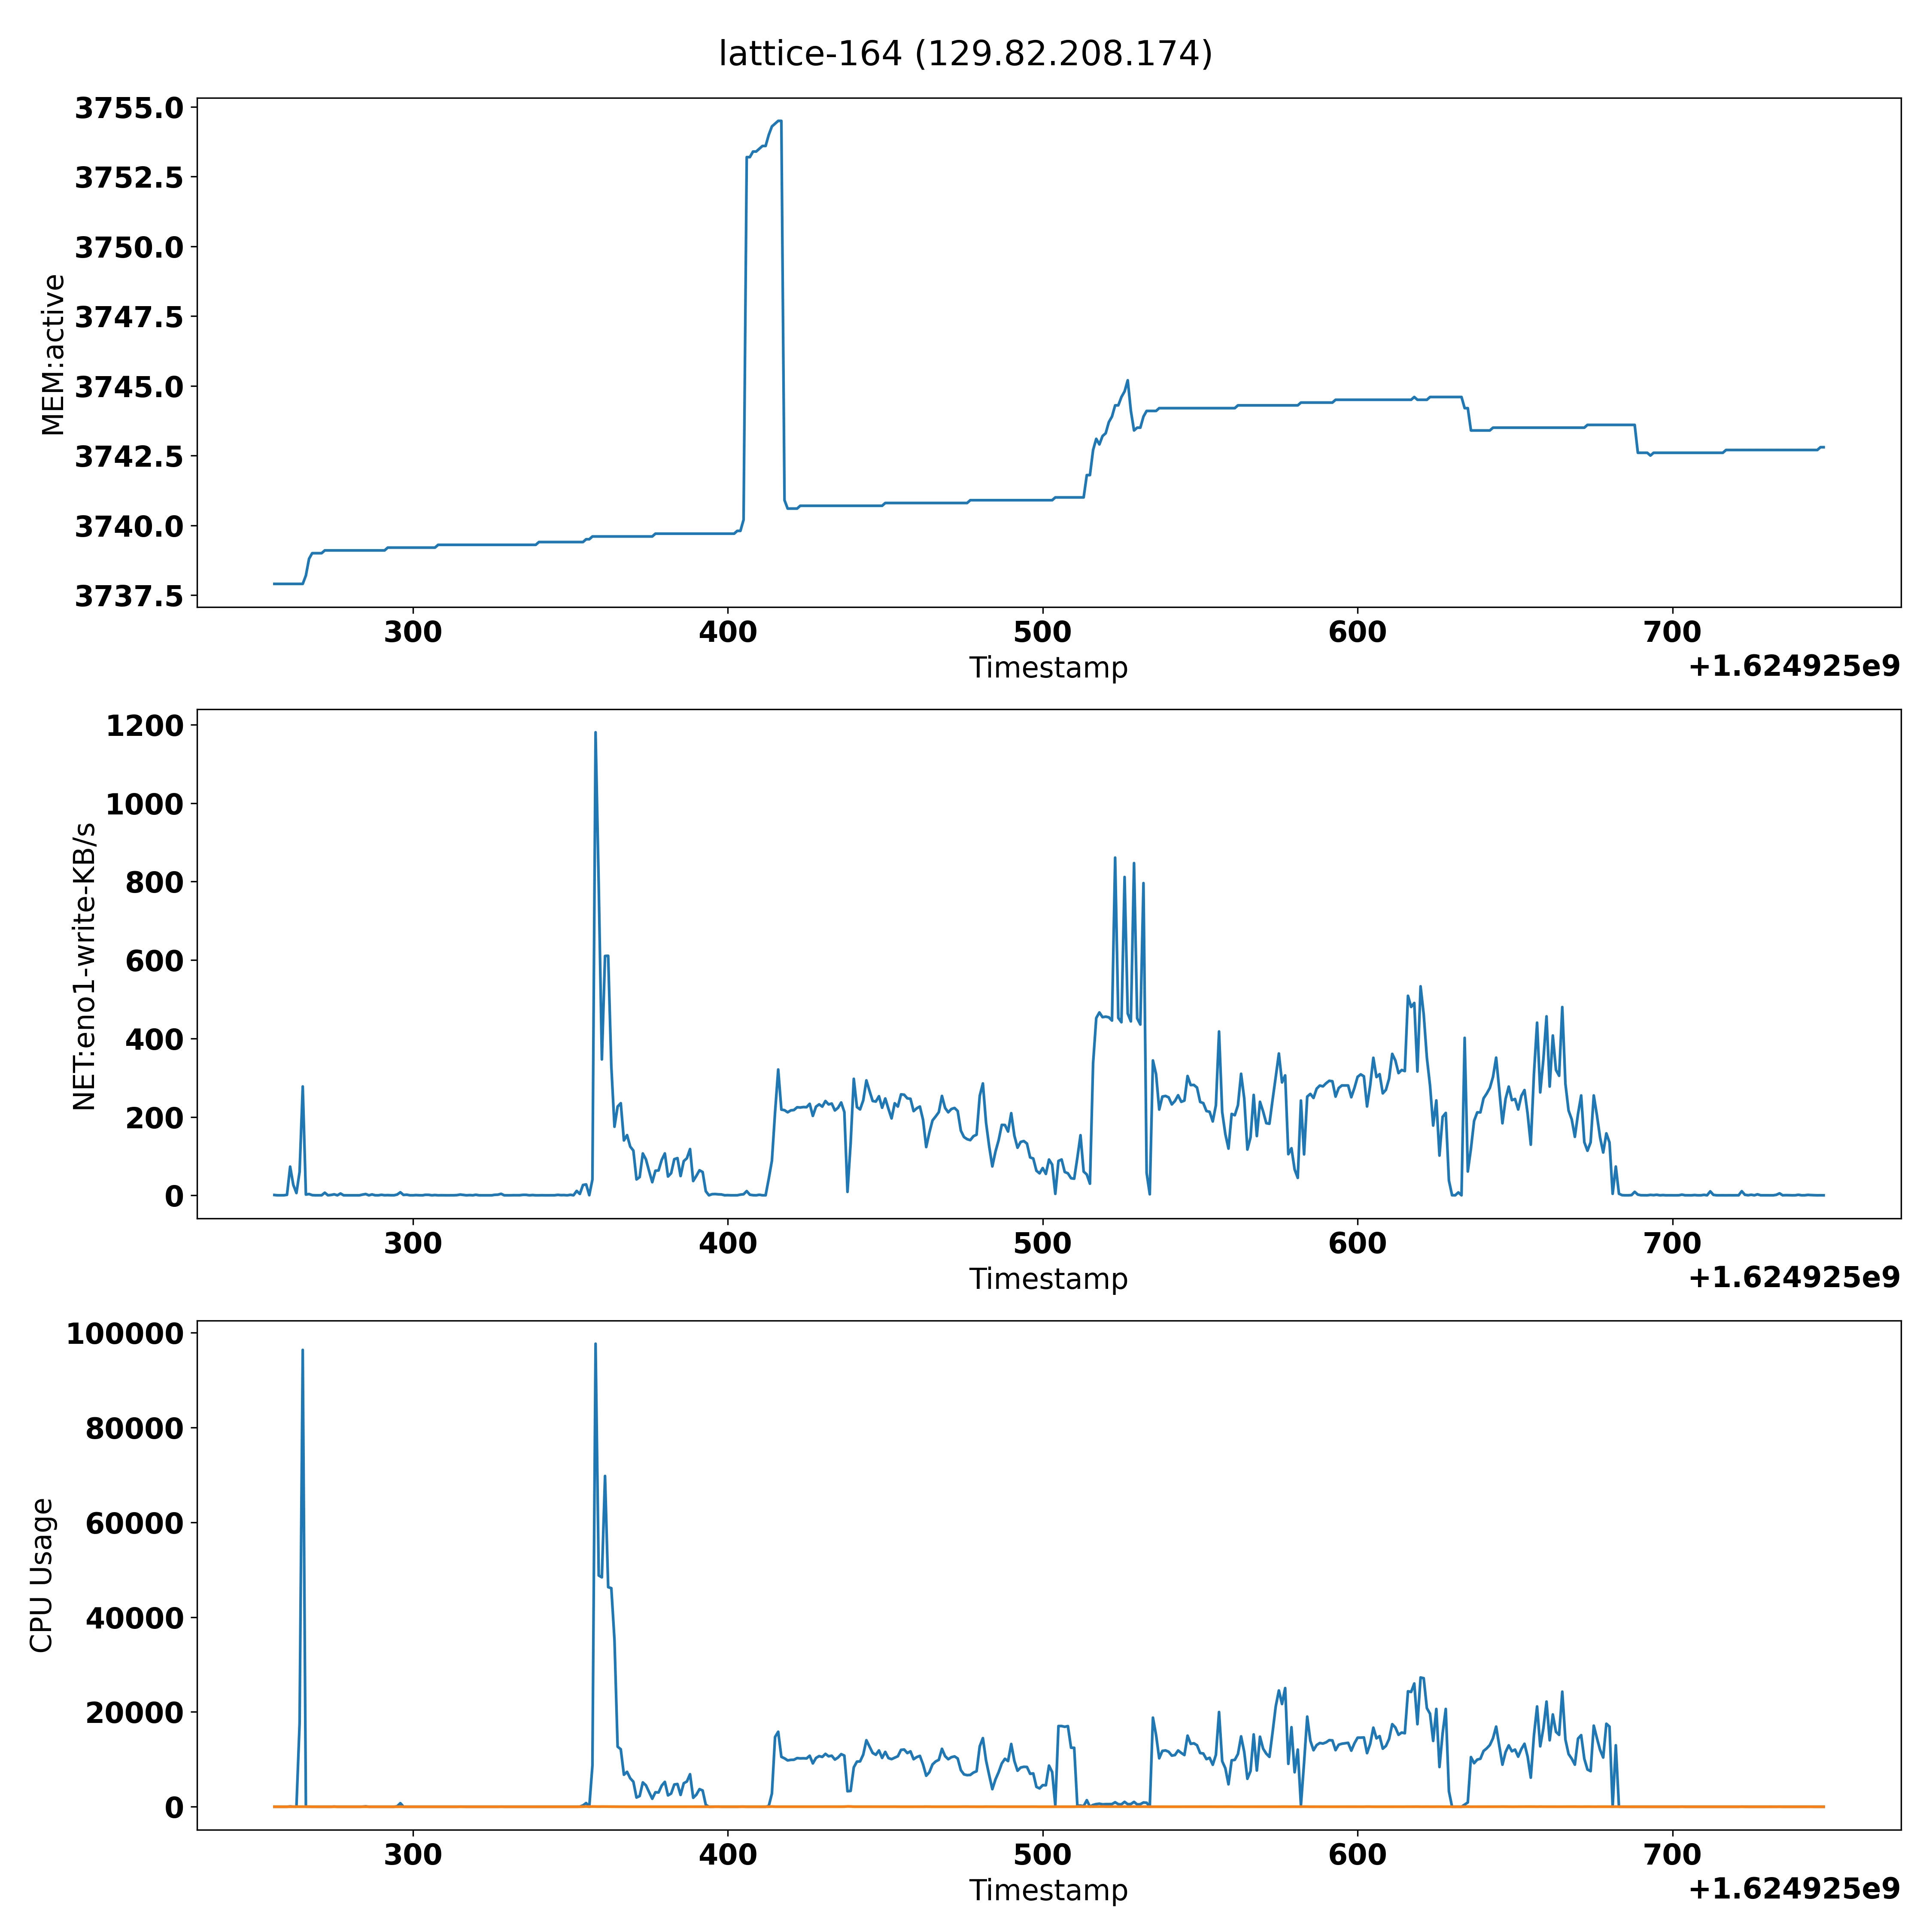 lattice-164 (129.82.208.174)
3755.0
3752.5
3750.0
3747.5
3745.0
3742.5
3740.0
3737.5
MEM:active
300 400 500 600 700
Timestamp
+1.624925e9
1200
1000
800
600
400
200
0
NET:eno1-write-KB/s
300 400 500 600 700
Timestamp
+1.624925e9
100000
80000
60000
40000
20000
0
CPU Usage
300 400 500 600 700
Timestamp
+1.624925e9